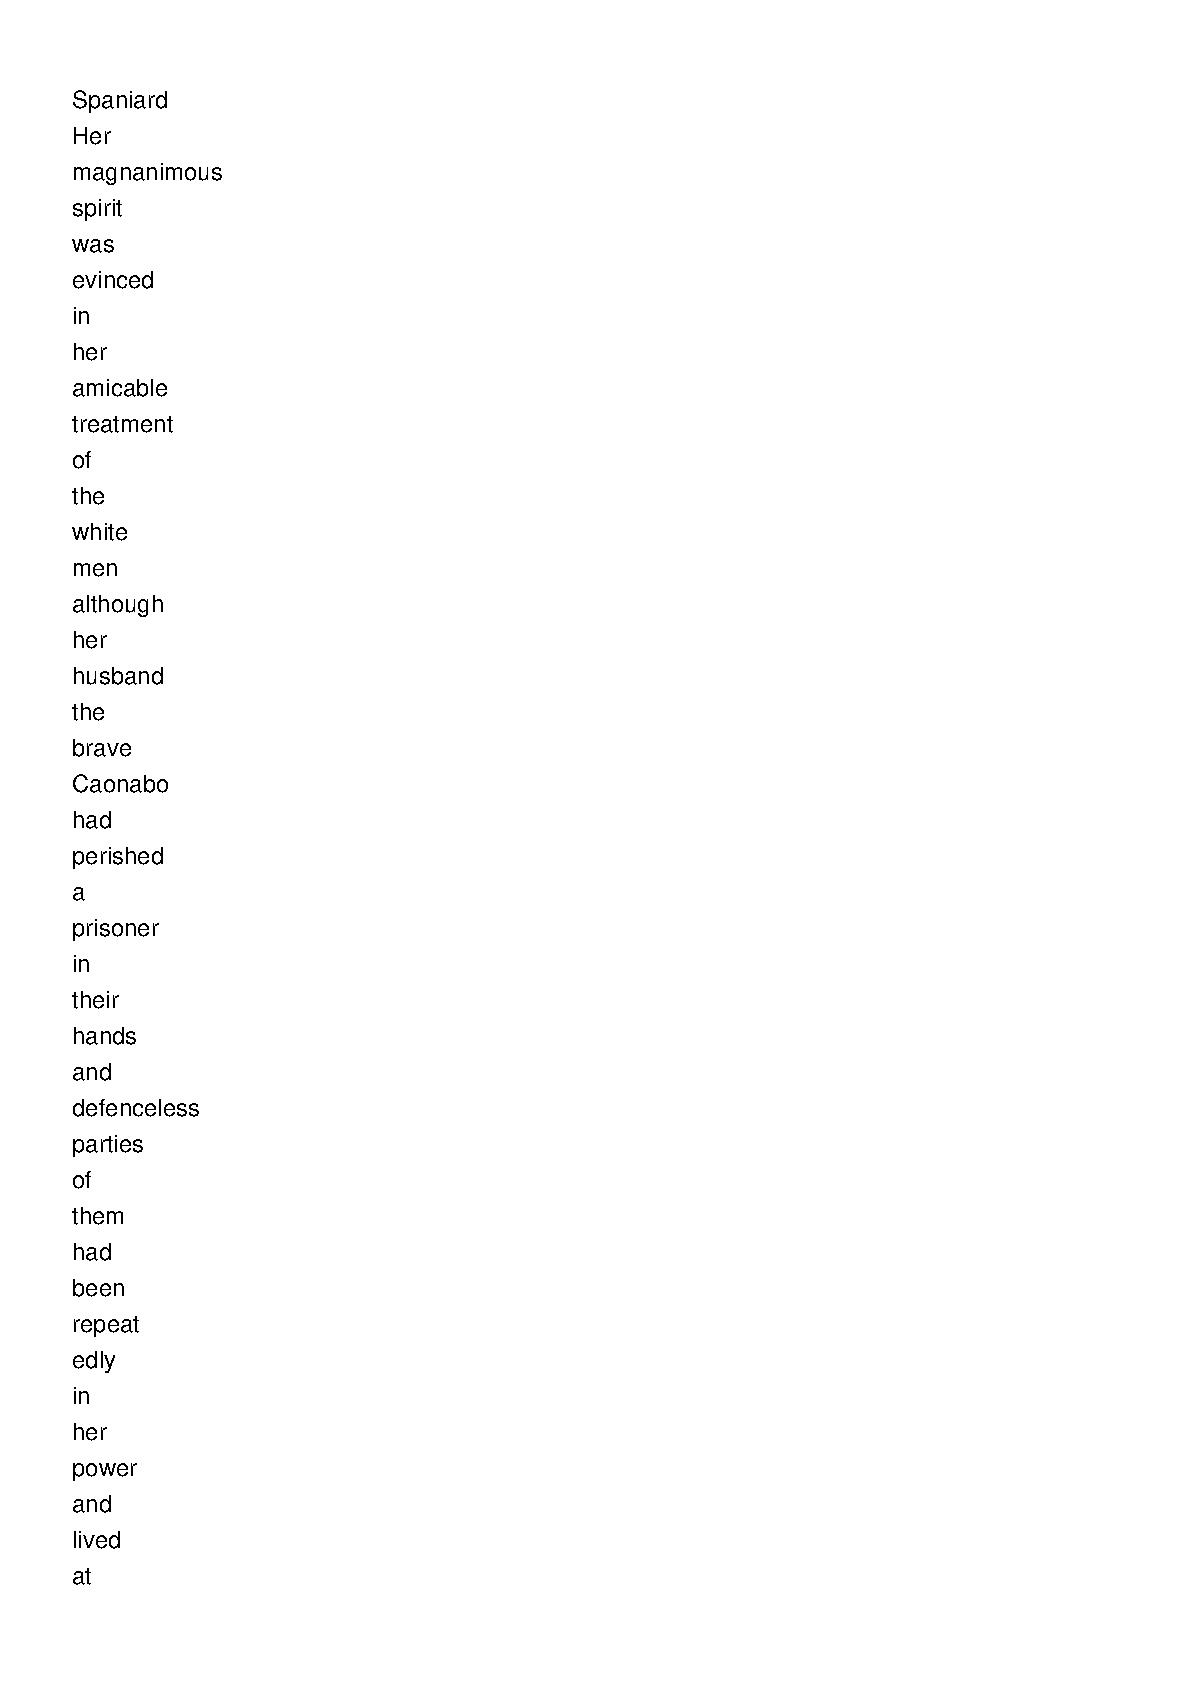 Spaniard
Her
magnanimous
spirit
was
evinced
in
her
amicable
treatment
of
the
white
men
although
her
husband
the
brave
Caonabo
had
perished
a
prisoner
in
their
hands
and
defenceless
parties
of
them
had
been
repeat
edly
in
her
power
and
lived
at